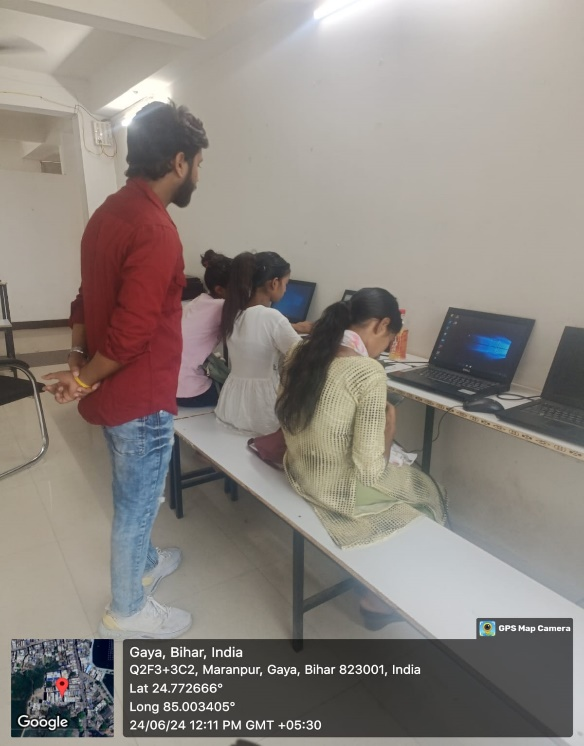 GPS Map Camera
Gaya, Bihar, India
Q2F3+3C2, Maranpur, Gaya, Bihar 823001, India
Lat 24.772666°
Long 85.003405°
24/06/24 12:11 PM GMT +05:30
Google